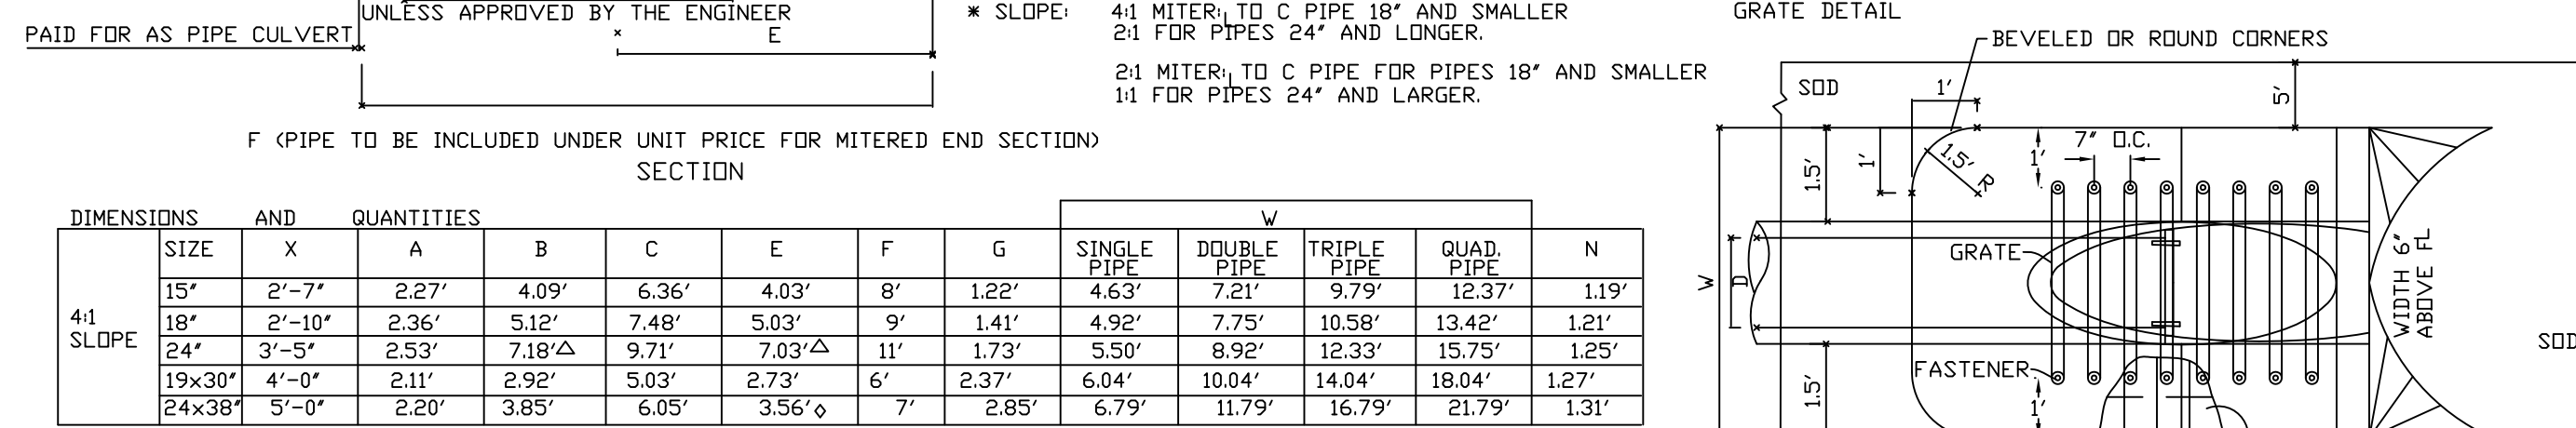 UNLESS APPROVED BY THE ENGINEER
PAID FOR AS PIPE CULVERT
E
* SLOPE: 4:1 MITER: TO C PIPE 18" AND SMALLER
2:1 FOR PIPES 24" AND LONGER.
2:1 MITER: TO C PIPE FOR PIPES 18" AND SMALLER
1:1 FOR PIPES 24" AND LARGER.
F (PIPE TO BE INCLUDED UNDER UNIT PRICE FOR MITERED END SECTION)
SECTION
DIMENSIONS AND QUANTITIES
W
SIZE X A B C E F G SINGLE PIPE DOUBLE PIPE TRIPLE PIPE QUAD. PIPE N
4:1 SLOPE
15" 2'-7" 2.27' 4.09' 6.36' 4.03' 8' 1.22' 4.63' 7.21' 9.79' 12.37' 1.19'
18" 2'-10" 2.36' 5.12' 7.48' 5.03' 9' 1.41' 4.92' 7.75' 10.58' 13.42' 1.21'
24" 3'-5" 2.53' 7.18'△ 9.71' 7.03'△ 11' 1.73' 5.50' 8.92' 12.33' 15.75' 1.25'
19x30" 4'-0" 2.11' 2.92' 5.03' 2.73' 6' 2.37' 6.04' 10.04' 14.04' 18.04' 1.27'
24x38" 5'-0" 2.20' 3.85' 6.05' 3.56'◇ 7' 2.85' 6.79' 11.79' 16.79' 21.79' 1.31'
GRATE DETAIL
BEVELED OR ROUND CORNERS
SOD
1'
5'
7" O.C.
1.5'
1'
1.5' R
1'
GRATE
W
D
WIDTH 6"
ABOVE FL
SOD
FASTENER
1.5'
1'